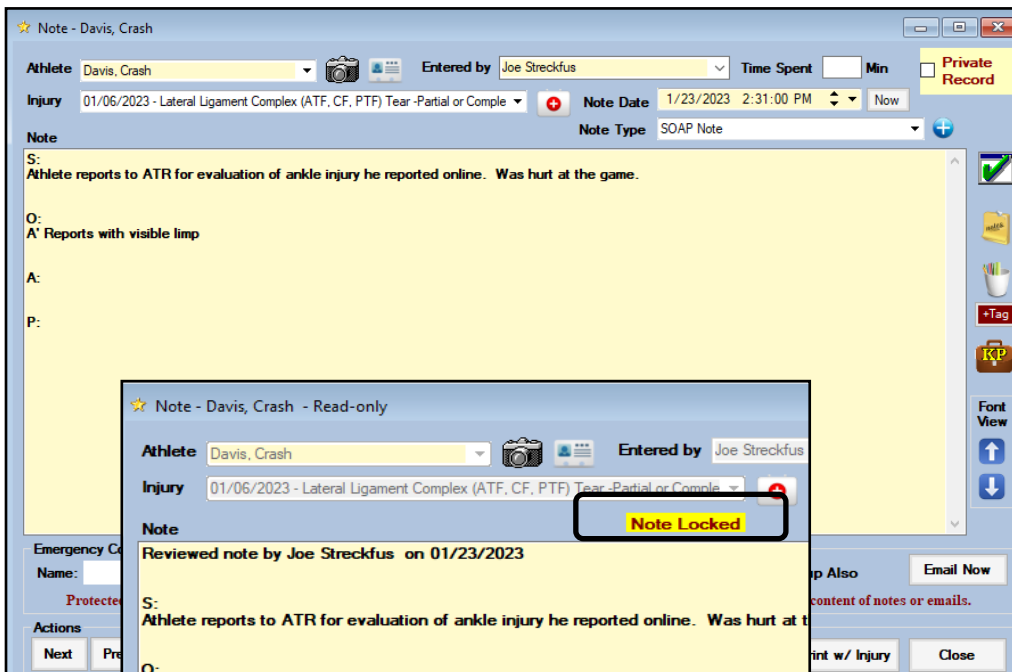 Note - Davis, Crash
Athlete Davis, Crash Entered by Joe Streckfus Time Spent Min Private Record
Injury 01/06/2023 - Lateral Ligament Complex (ATF, CF, PTF) Tear -Partial or Comple Note Date 1/23/2023 2:31:00 PM Now
Note Type SOAP Note
Note
S:
Athlete reports to ATR for evaluation of ankle injury he reported online. Was hurt at the game.
O:
A' Reports with visible limp
A:
P:
notes
+Tag
KP
Font
View
Emergency Co
Name: up Also Email Now
Protected content of notes or emails.
Actions
Next Pre rint w/ Injury Close
Note - Davis, Crash - Read-only
Athlete Davis, Crash Entered by Joe Streckfus
Injury 01/06/2023 - Lateral Ligament Complex (ATF, CF, PTF) Tear -Partial or Comple
Note Locked
Note
Reviewed note by Joe Streckfus on 01/23/2023
S:
Athlete reports to ATR for evaluation of ankle injury he reported online. Was hurt at t
O: